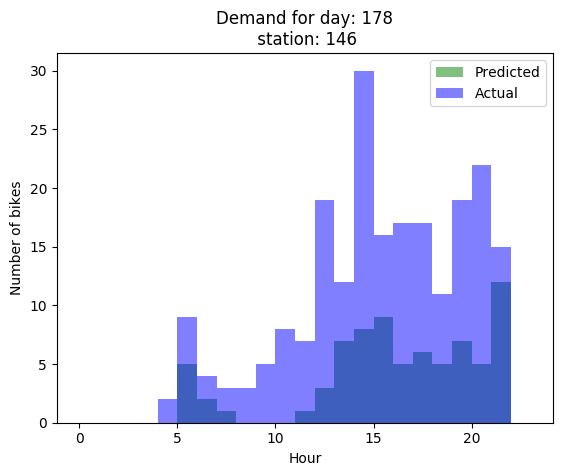 Demand for day: 178
station: 146
Predicted
Actual
Number of bikes
30
25
20
15
10
5
0
0 5 10 15 20
Hour